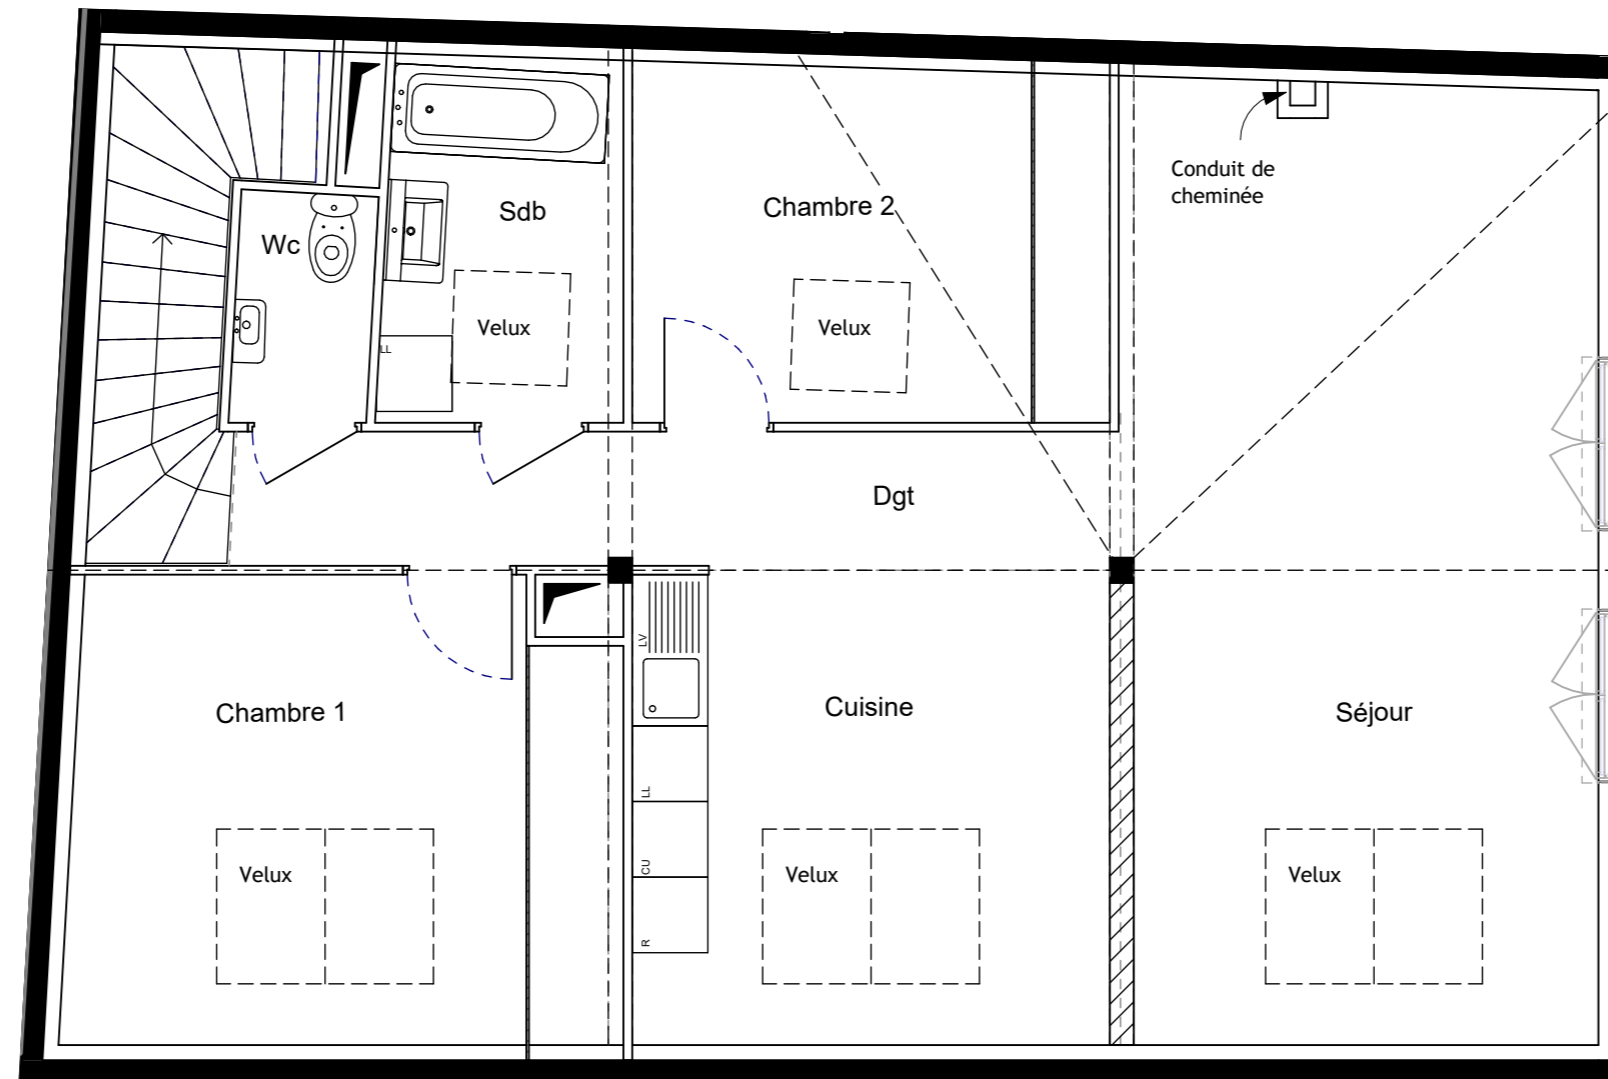 Conduit de
cheminée
Sdb
Chambre 2
Wc
Velux
Velux
LL
Dgt
LV
Chambre 1
Cuisine
Séjour
LL
CU
Velux
Velux
Velux
R